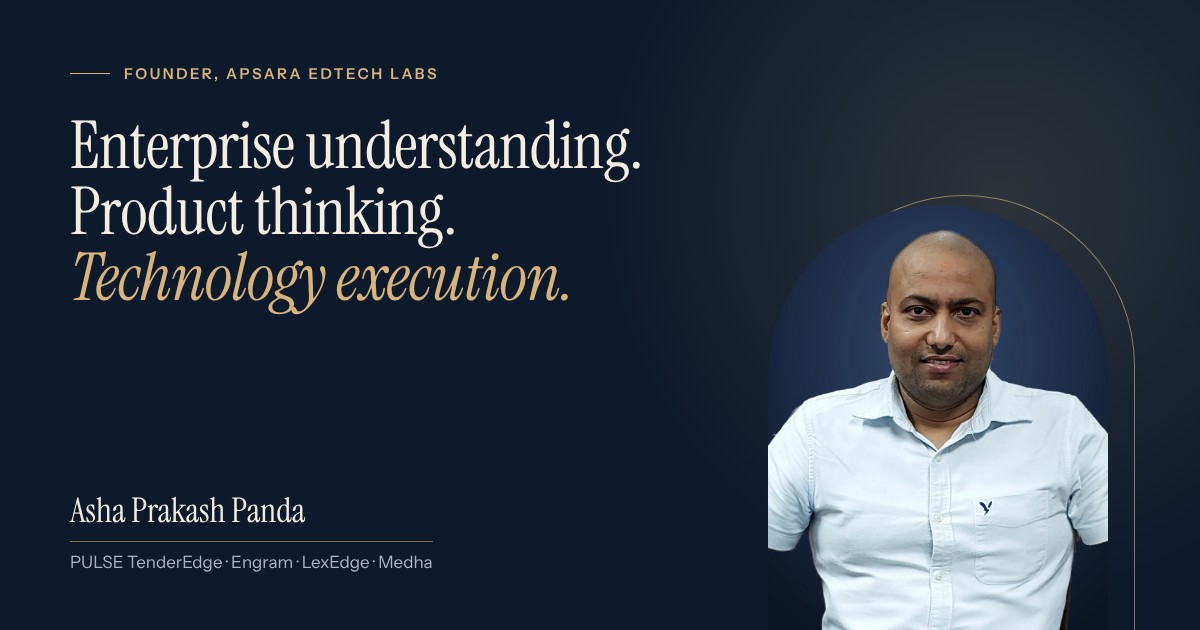 FOUNDER, APSARA EDTECH LABS
Enterprise understanding.
Product thinking.
Technology execution.
Asha Prakash Panda
PULSE TenderEdge · Engram · LexEdge · Medha